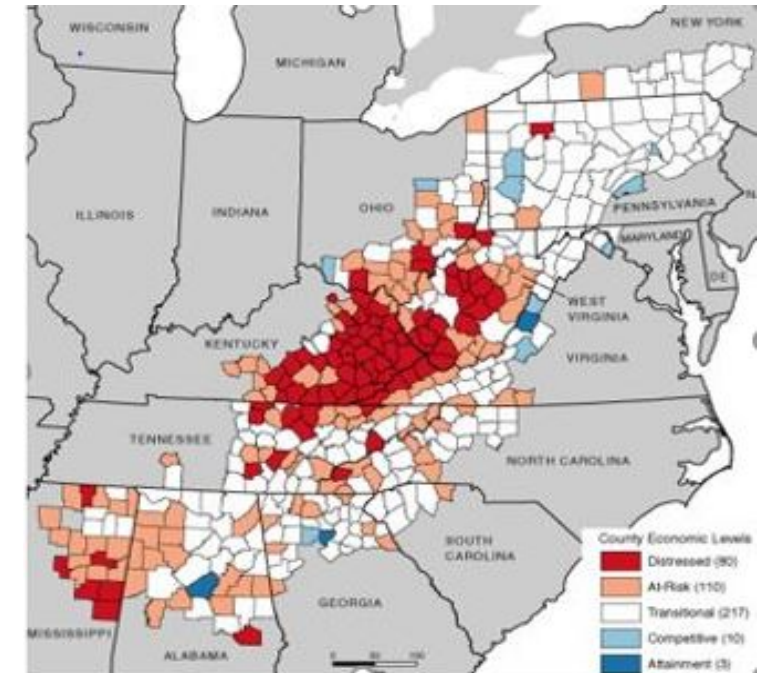 WISCONSIN
NEW YORK
MICHIGAN
ILLINOIS
INDIANA
OHIO
PENNSYLVANIA
MARYLAND
DE
WEST
VIRGINIA
KENTUCKY
VIRGINIA
TENNESSEE
NORTH CAROLINA
SOUTH
CAROLINA
GEORGIA
MISSISSIPPI
ALABAMA
County Economic Levels
Distressed (80)
At-Risk (110)
Transitional (217)
Competitive (10)
Attainment (3)